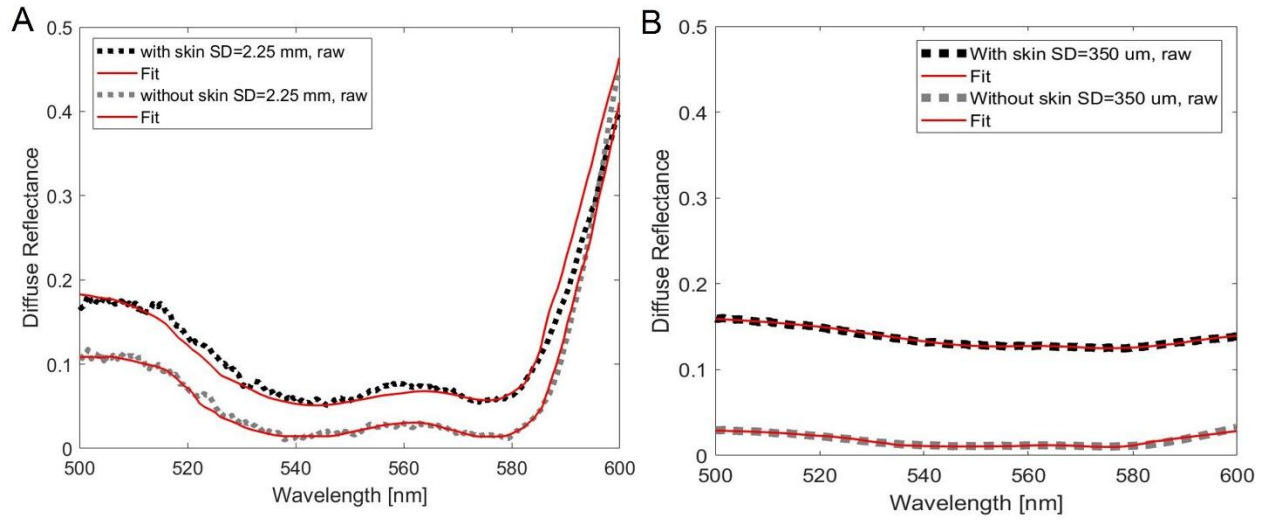 A
0.5
0.4
0.3
0.2
0.1
0
Diffuse Reflectance
with skin SD=2.25 mm, raw
Fit
without skin SD=2.25 mm, raw
Fit
500 520 540 560 580 600
Wavelength [nm]
B
0.5
0.4
0.3
0.2
0.1
0
Diffuse Reflectance
With skin SD=350 um, raw
Fit
Without skin SD=350 um, raw
Fit
500 520 540 560 580 600
Wavelength [nm]